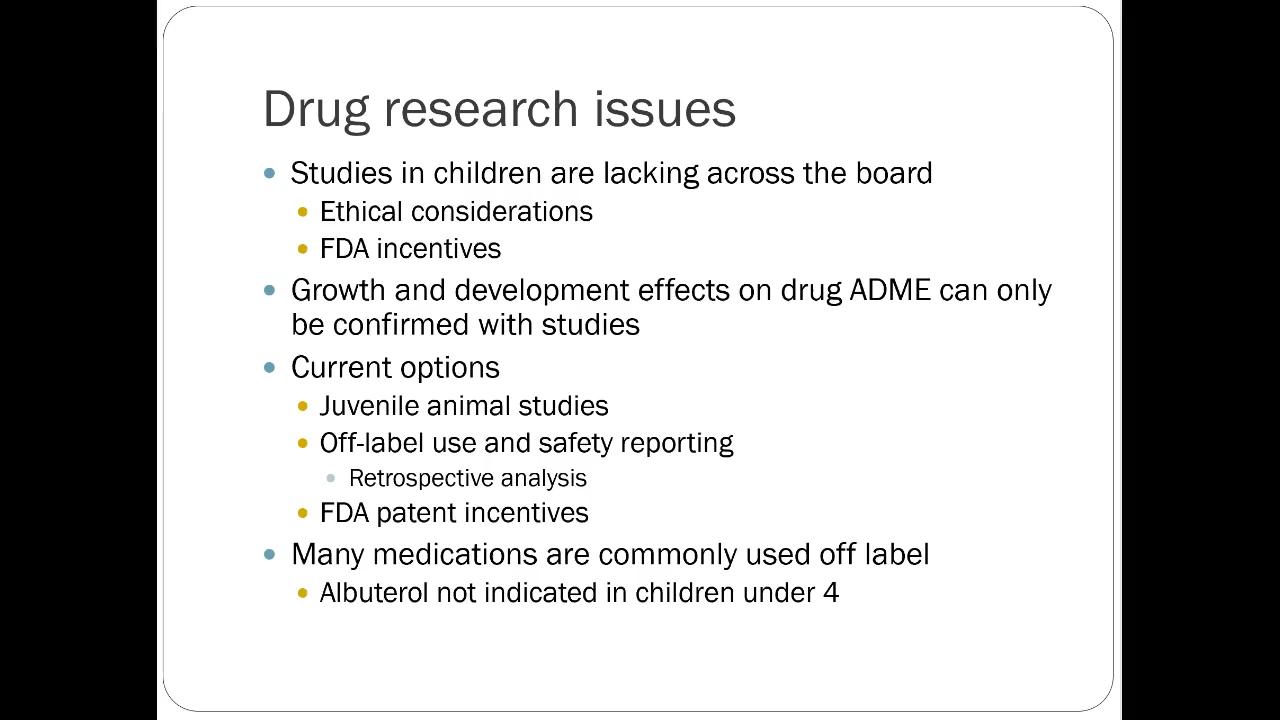 Drug research issues
Studies in children are lacking across the board
Ethical considerations
FDA incentives
Growth and development effects on drug ADME can only
be confirmed with studies
Current options
Juvenile animal studies
Off-label use and safety reporting
Retrospective analysis
FDA patent incentives
Many medications are commonly used off label
Albuterol not indicated in children under 4